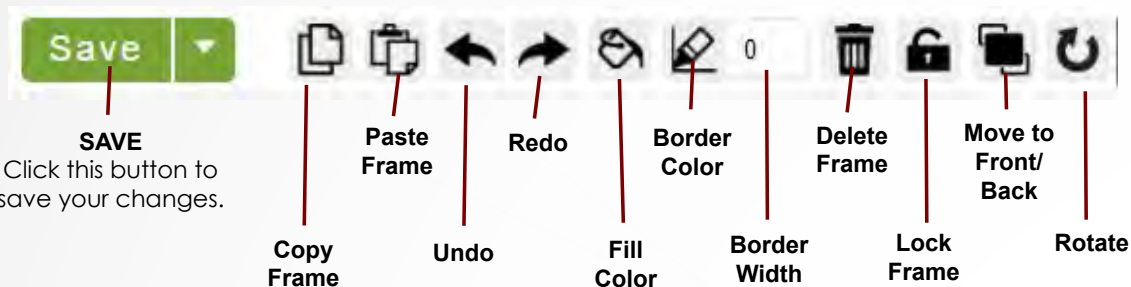 Save
0
SAVE
Click this button to
save your changes.
Paste
Frame
Redo
Border
Color
Delete
Frame
Move to
Front/
Back
Copy
Frame
Undo
Fill
Color
Border
Width
Lock
Frame
Rotate